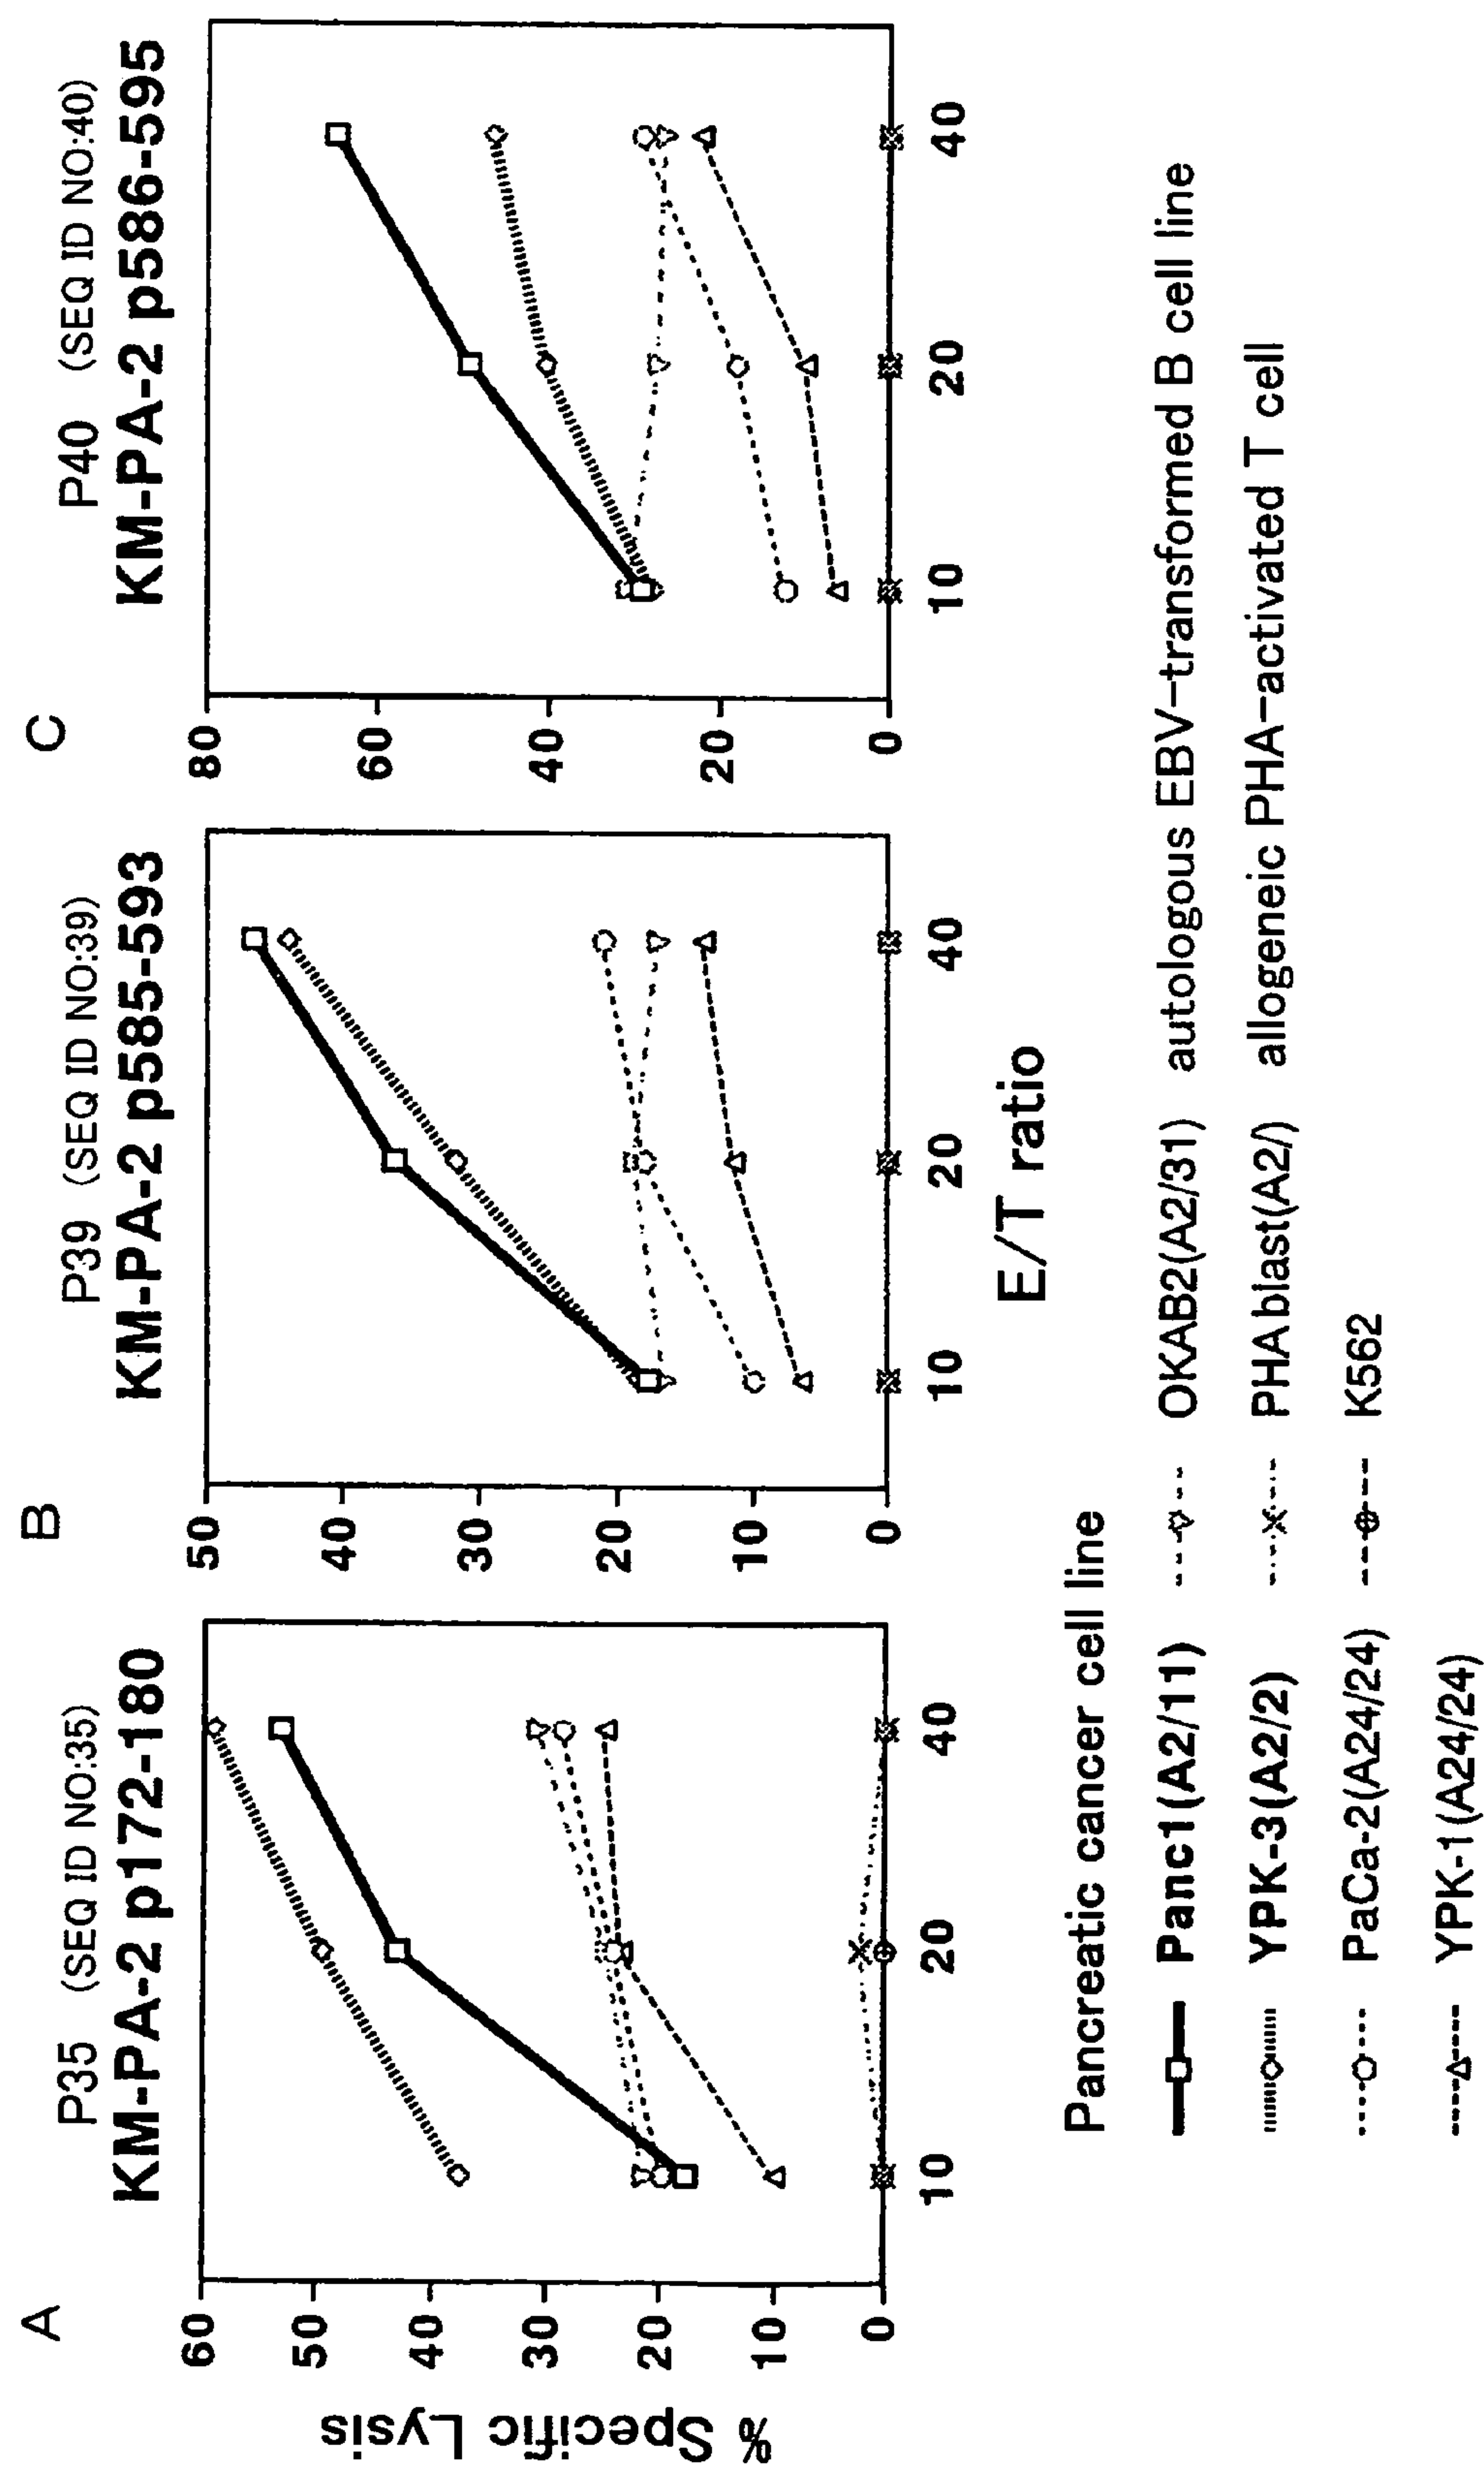 A
P35 (SEQ ID NO:35)
KM-PA-2 p172-180
% Specific Lysis
60
50
40
30
20
10
0
10
20
40
B
P39 (SEQ ID NO:39)
KM-PA-2 p585-593
50
40
30
20
10
0
10
20
40
C
P40 (SEQ ID NO:40)
KM-PA-2 p586-595
80
60
40
20
0
10
20
40
E/T ratio
Pancreatic cancer cell line
Panc1(A2/11)
YPK-3(A2/2)
PaCa-2(A24/24)
YPK-1(A24/24)
OKAB2(A2/31) autologous EBV-transformed B cell line
PHA blast(A2/) allogeneic PHA-activated T cell
K562